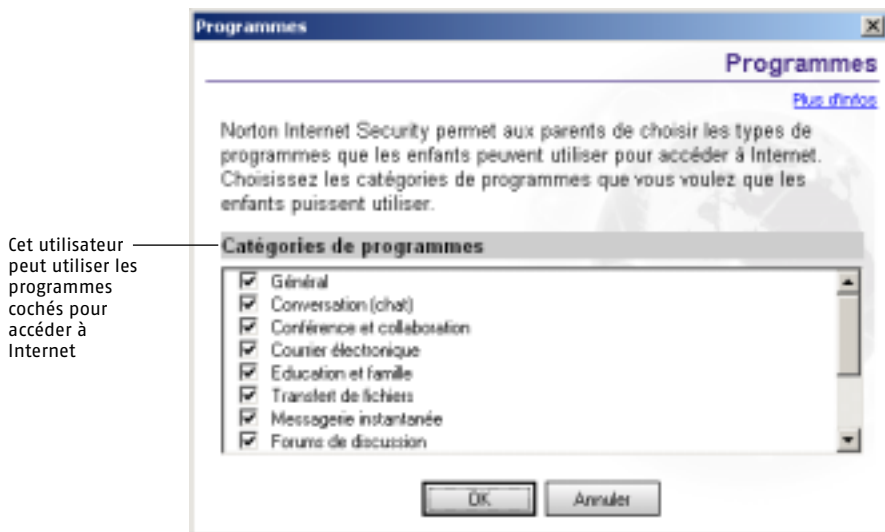 Programmes
Programmes
Plus d'infos
Norton Internet Security permet aux parents de choisir les types de
programmes que les enfants peuvent utiliser pour accéder à Internet.
Choisissez les catégories de programmes que vous voulez que les
enfants puissent utiliser.
Cet utilisateur
peut utiliser les
programmes
cochés pour
accéder à
Internet
Catégories de programmes
Général
Conversation (chat)
Conférence et collaboration
Courrier électronique
Education et famille
Transfert de fichiers
Messagerie instantanée
Forums de discussion
OK
Annuler